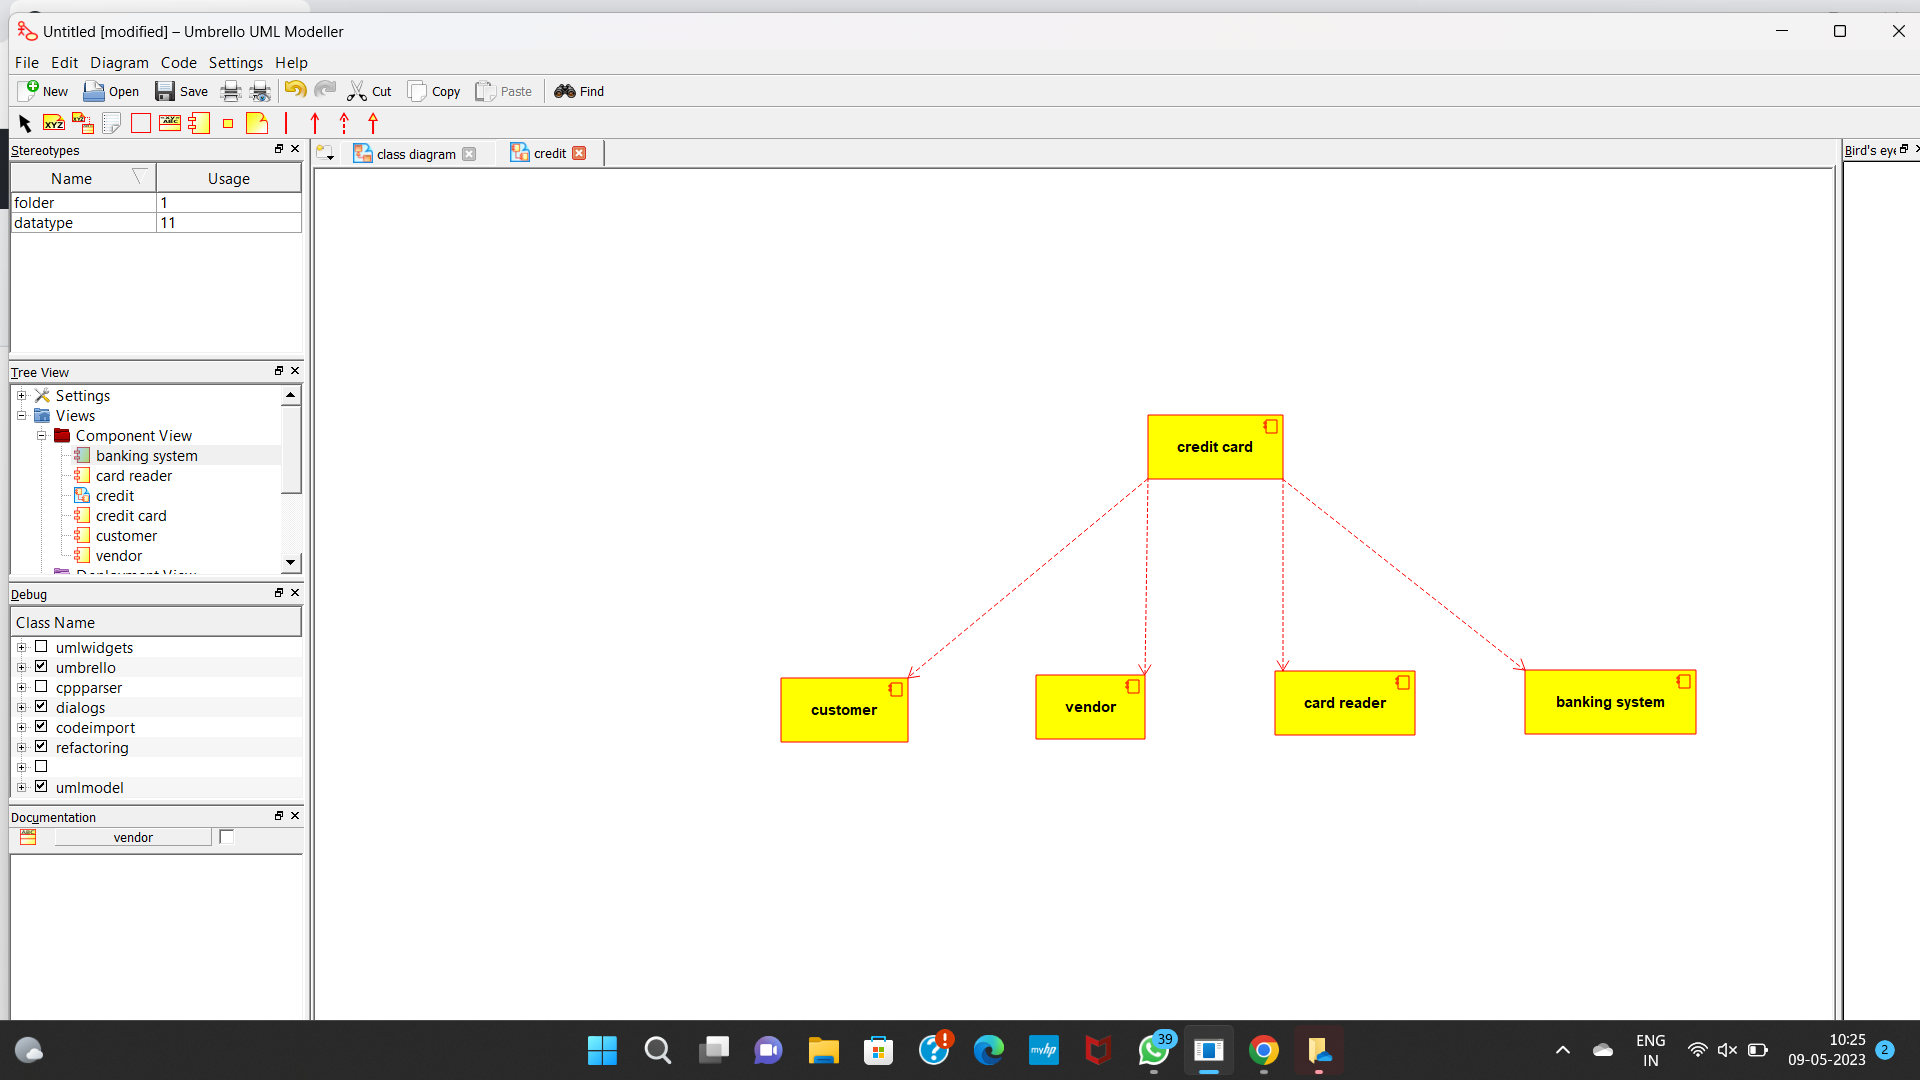 Untitled [modified] – Umbrello UML Modeller
File Edit Diagram Code Settings Help
New Open Save Cut Copy Paste Find
Stereotypes
Name Usage
folder 1
datatype 11
class diagram credit
Bird's eye
Tree View
Settings
Views
Component View
banking system
card reader
credit
credit card
customer
vendor
Deployment View
Debug
Class Name
umlwidgets
umbrello
cppparser
dialogs
codeimport
refactoring
umlmodel
Documentation
vendor
credit card
customer
vendor
card reader
banking system
myhp
39
ENG
IN
10:25
09-05-2023
2